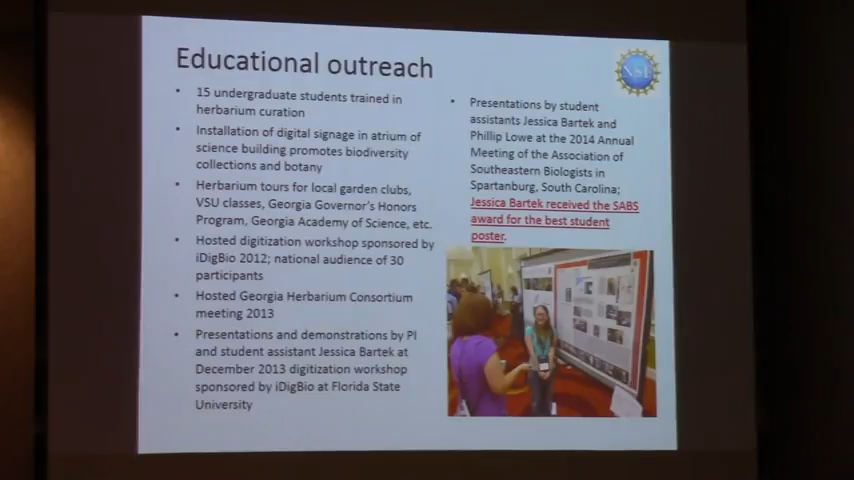 Educational outreach
NSF
• 15 undergraduate students trained in
herbarium curation
• Installation of digital signage in atrium of
science building promotes biodiversity
collections and botany
• Herbarium tours for local garden clubs,
VSU classes, Georgia Governor's Honors
Program, Georgia Academy of Science, etc.
• Hosted digitization workshop sponsored by
iDigBio 2012; national audience of 30
participants
• Hosted Georgia Herbarium Consortium
meeting 2013
• Presentations and demonstrations by PI
and student assistant Jessica Bartek at
December 2013 digitization workshop
sponsored by iDigBio at Florida State
University
• Presentations by student
assistants Jessica Bartek and
Phillip Lowe at the 2014 Annual
Meeting of the Association of
Southeastern Biologists in
Spartanburg, South Carolina;
Jessica Bartek received the SABS
award for the best student
poster.